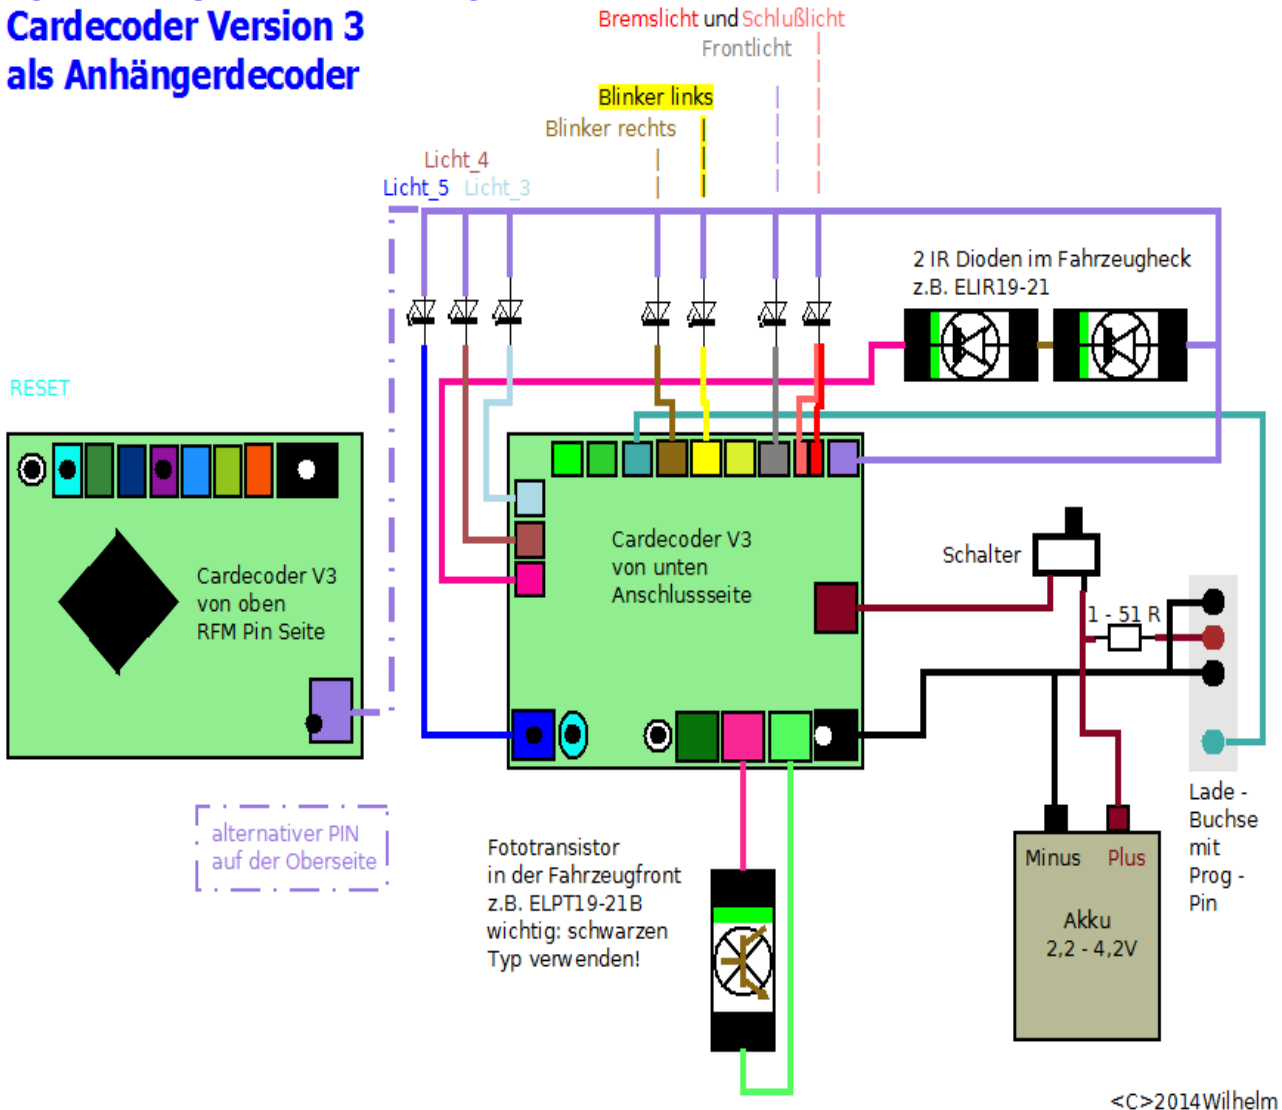 Cardecoder Version 3
als Anhängerdecoder
Bremslicht und Schlußlicht
Frontlicht
Blinker links
Blinker rechts
Licht_4
Licht_5 Licht_3
2 IR Dioden im Fahrzeugheck
z.B. ELIR19-21
RESET
Cardecoder V3
von oben
RFM Pin Seite
Cardecoder V3
von unten
Anschlussseite
Schalter
1 - 51 R
alternativer PIN
auf der Oberseite
Fototransistor
in der Fahrzeugfront
z.B. ELPT19-21B
wichtig: schwarzen
Typ verwenden!
Minus Plus
Akku
2,2 - 4,2V
Lade -
Buchse
mit
Prog -
Pin
<C>2014Wilhelm